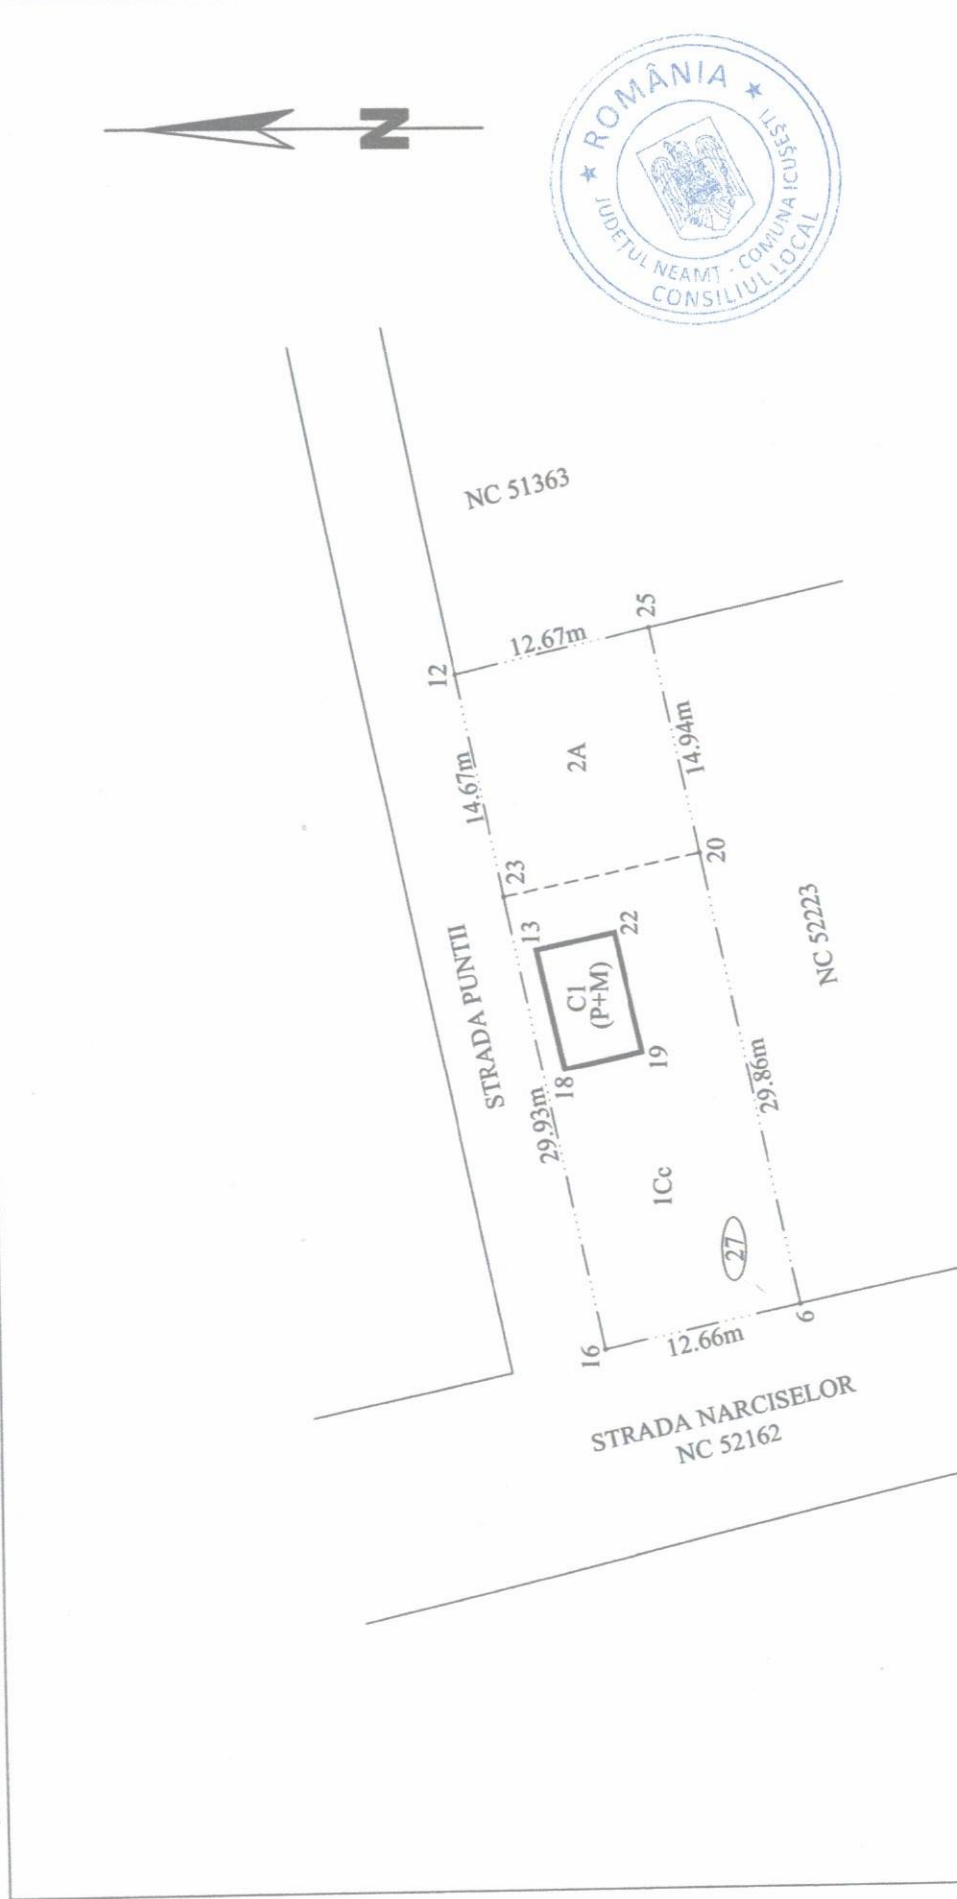 N
★ ROMÂNIA ★
JUDEȚUL NEAMȚ - COMUNA ICUȘEȘTI
CONSILIUL LOCAL
NC 51363
25
12.67m
12
14.94m
2A
14.67m
20
23
22
13
C1
(P+M)
STRADA PUNTII
NC 52223
19
18
29.93m
29.86m
1Cc
27
6
16
12.66m
STRADA NARCISELOR
NC 52162